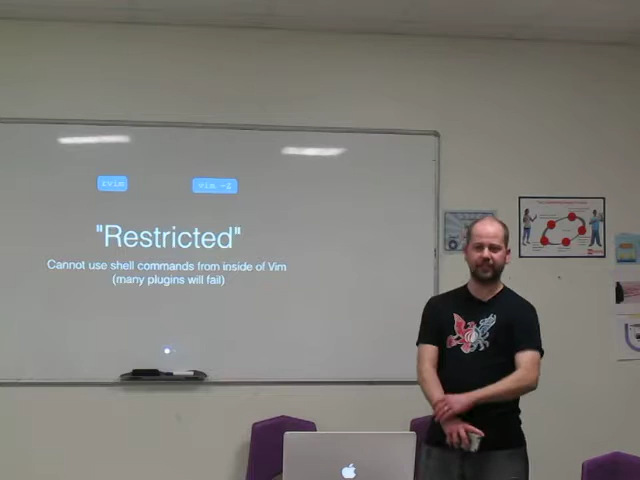 rvim
vim -Z
"Restricted"
Cannot use shell commands from inside of Vim
(many plugins will fail)